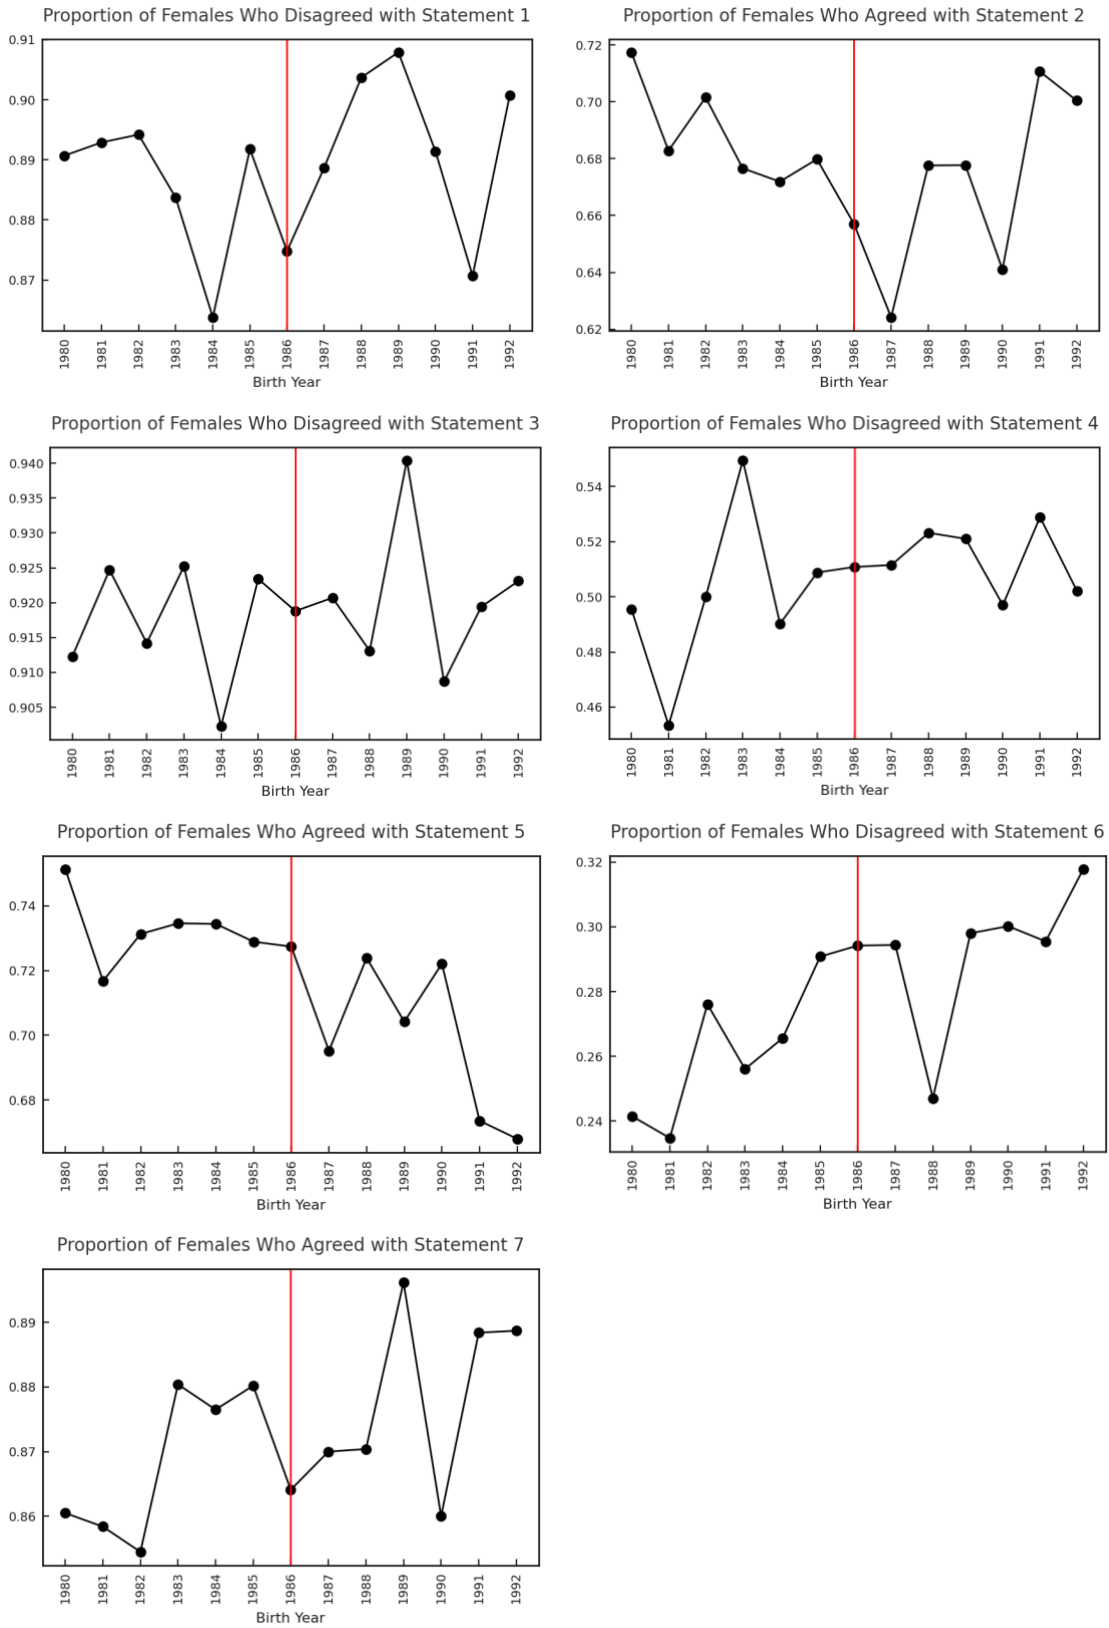 Proportion of Females Who Disagreed with Statement 1
0.91
0.90
0.89
0.88
0.87
1980 1981 1982 1983 1984 1985 1986 1987 1988 1989 1990 1991 1992
Birth Year
Proportion of Females Who Agreed with Statement 2
0.72
0.70
0.68
0.66
0.64
0.62
1980 1981 1982 1983 1984 1985 1986 1987 1988 1989 1990 1991 1992
Birth Year
Proportion of Females Who Disagreed with Statement 3
0.940
0.935
0.930
0.925
0.920
0.915
0.910
0.905
1980 1981 1982 1983 1984 1985 1986 1987 1988 1989 1990 1991 1992
Birth Year
Proportion of Females Who Disagreed with Statement 4
0.54
0.52
0.50
0.48
0.46
1980 1981 1982 1983 1984 1985 1986 1987 1988 1989 1990 1991 1992
Birth Year
Proportion of Females Who Agreed with Statement 5
0.74
0.72
0.70
0.68
1980 1981 1982 1983 1984 1985 1986 1987 1988 1989 1990 1991 1992
Birth Year
Proportion of Females Who Disagreed with Statement 6
0.32
0.30
0.28
0.26
0.24
1980 1981 1982 1983 1984 1985 1986 1987 1988 1989 1990 1991 1992
Birth Year
Proportion of Females Who Agreed with Statement 7
0.89
0.88
0.87
0.86
1980 1981 1982 1983 1984 1985 1986 1987 1988 1989 1990 1991 1992
Birth Year